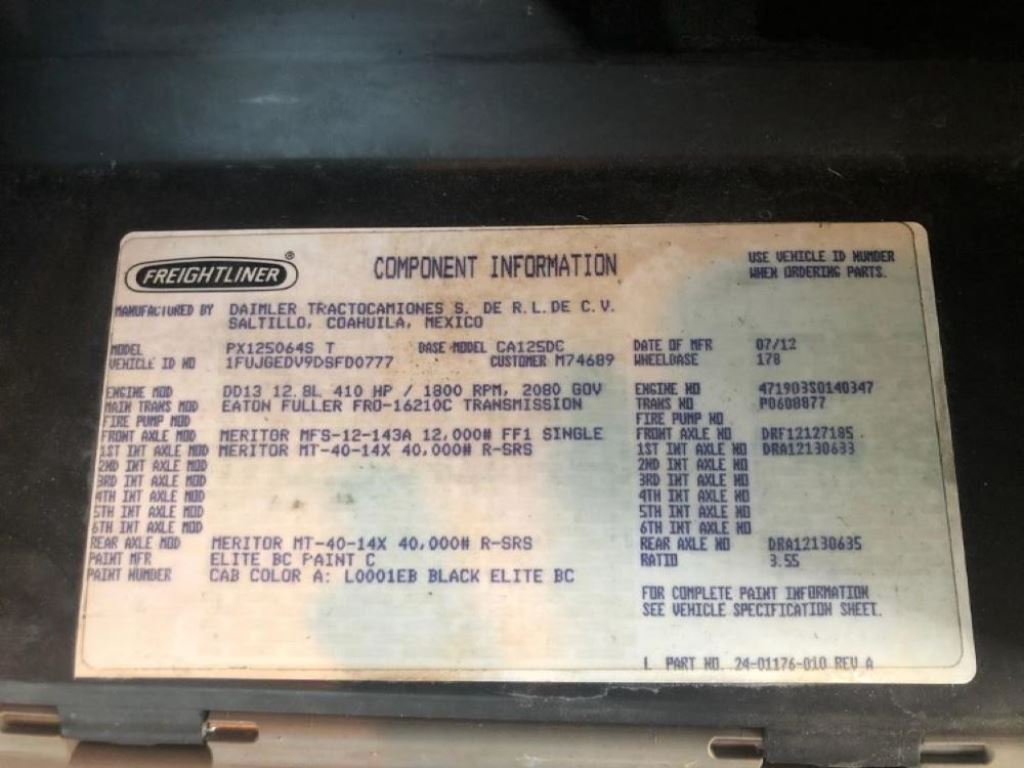 FREIGHTLINER ®
COMPONENT INFORMATION
USE VEHICLE ID NUMBER
WHEN ORDERING PARTS.
MANUFACTURED BY DAIMLER TRACTOCAMIONES S. DE R.L. DE C.V.
SALTILLO, COAHUILA, MEXICO
MODEL PX125064S T BASE MODEL CA125DC DATE OF MFR 07/12
VEHICLE ID NO 1FUJGEDV9DSFD0777 CUSTOMER M74689 WHEELBASE 178
ENGINE MOD DD13 12.8L 410 HP / 1800 RPM, 2080 GOV ENGINE NO 471903S0140347
MAIN TRANS MOD EATON FULLER FRO-16210C TRANSMISSION TRANS NO P0608877
FIRE PUMP MOD FIRE PUMP NO
FRONT AXLE MOD MERITOR MFS-12-143A 12,000# FF1 SINGLE FRONT AXLE NO DRF12127185
1ST INT AXLE MOD MERITOR MT-40-14X 40,000# R-SRS 1ST INT AXLE NO DRA12130633
2ND INT AXLE MOD 2ND INT AXLE NO
3RD INT AXLE MOD 3RD INT AXLE NO
4TH INT AXLE MOD 4TH INT AXLE NO
5TH INT AXLE MOD 5TH INT AXLE NO
6TH INT AXLE MOD 6TH INT AXLE NO
REAR AXLE MOD MERITOR MT-40-14X 40,000# R-SRS REAR AXLE NO DRA12130635
PAINT MFR ELITE BC PAINT C RATIO 3.55
PAINT NUMBER CAB COLOR A: L0001EB BLACK ELITE BC
FOR COMPLETE PAINT INFORMATION
SEE VEHICLE SPECIFICATION SHEET.
PART NO. 24-01176-010 REV A